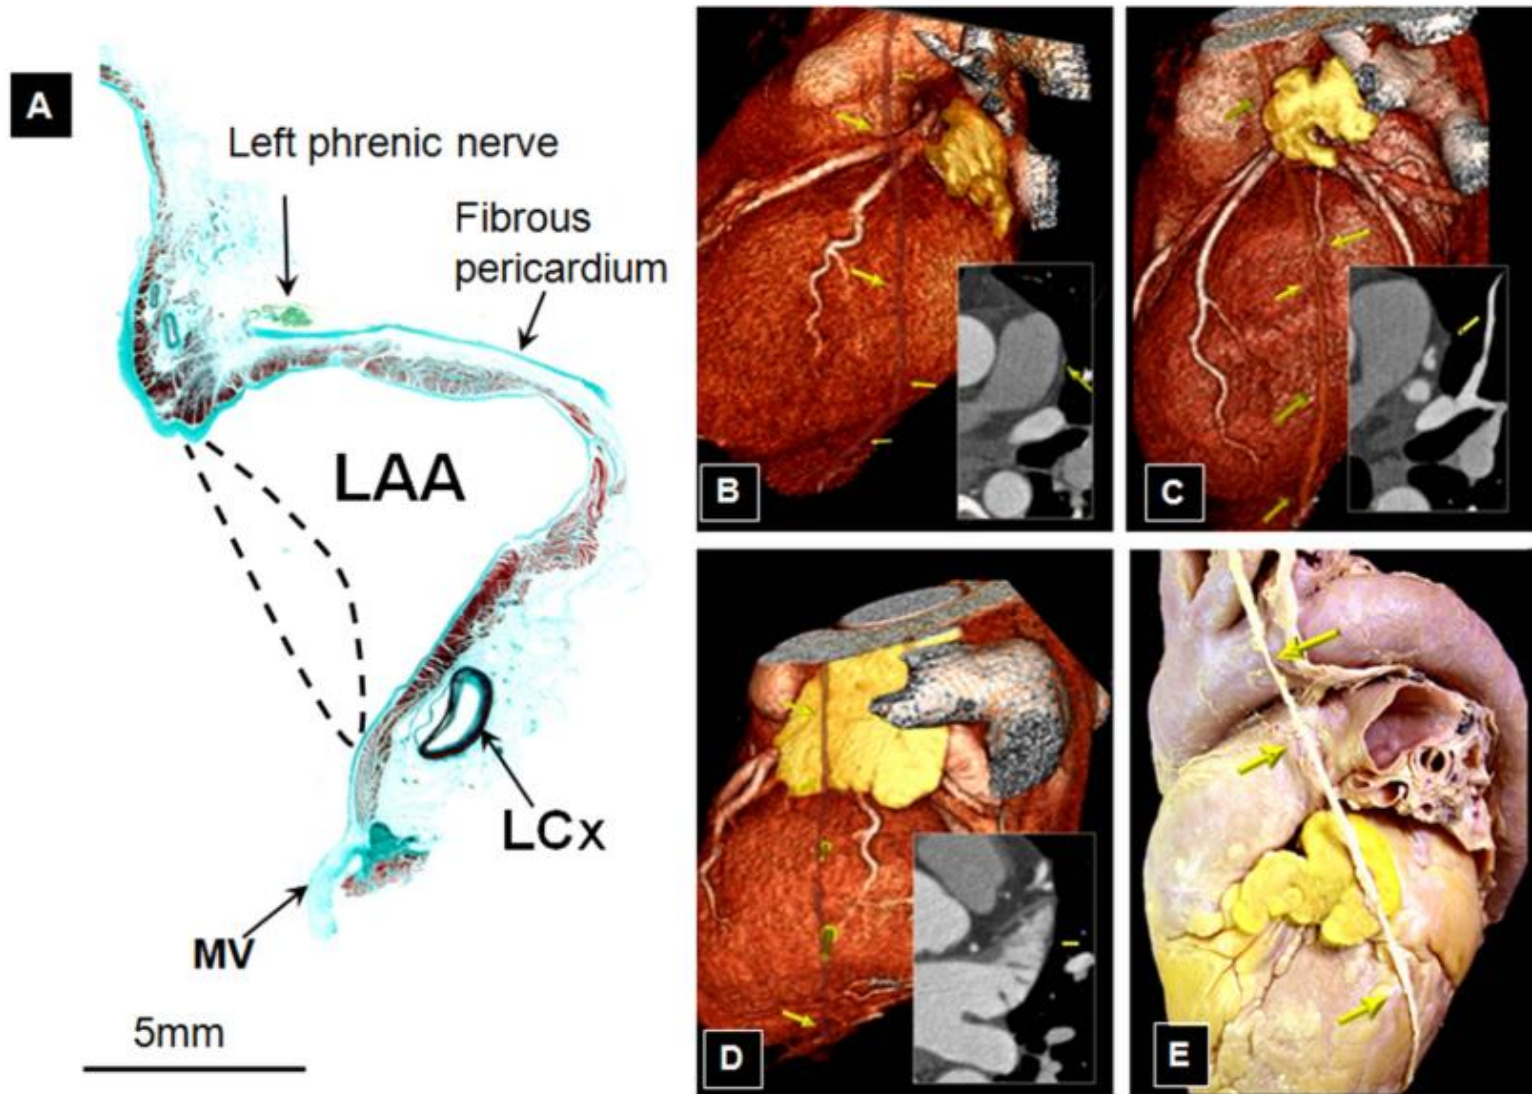 A
Left phrenic nerve
Fibrous
pericardium
LAA
LCx
MV
5mm
B
C
D
E